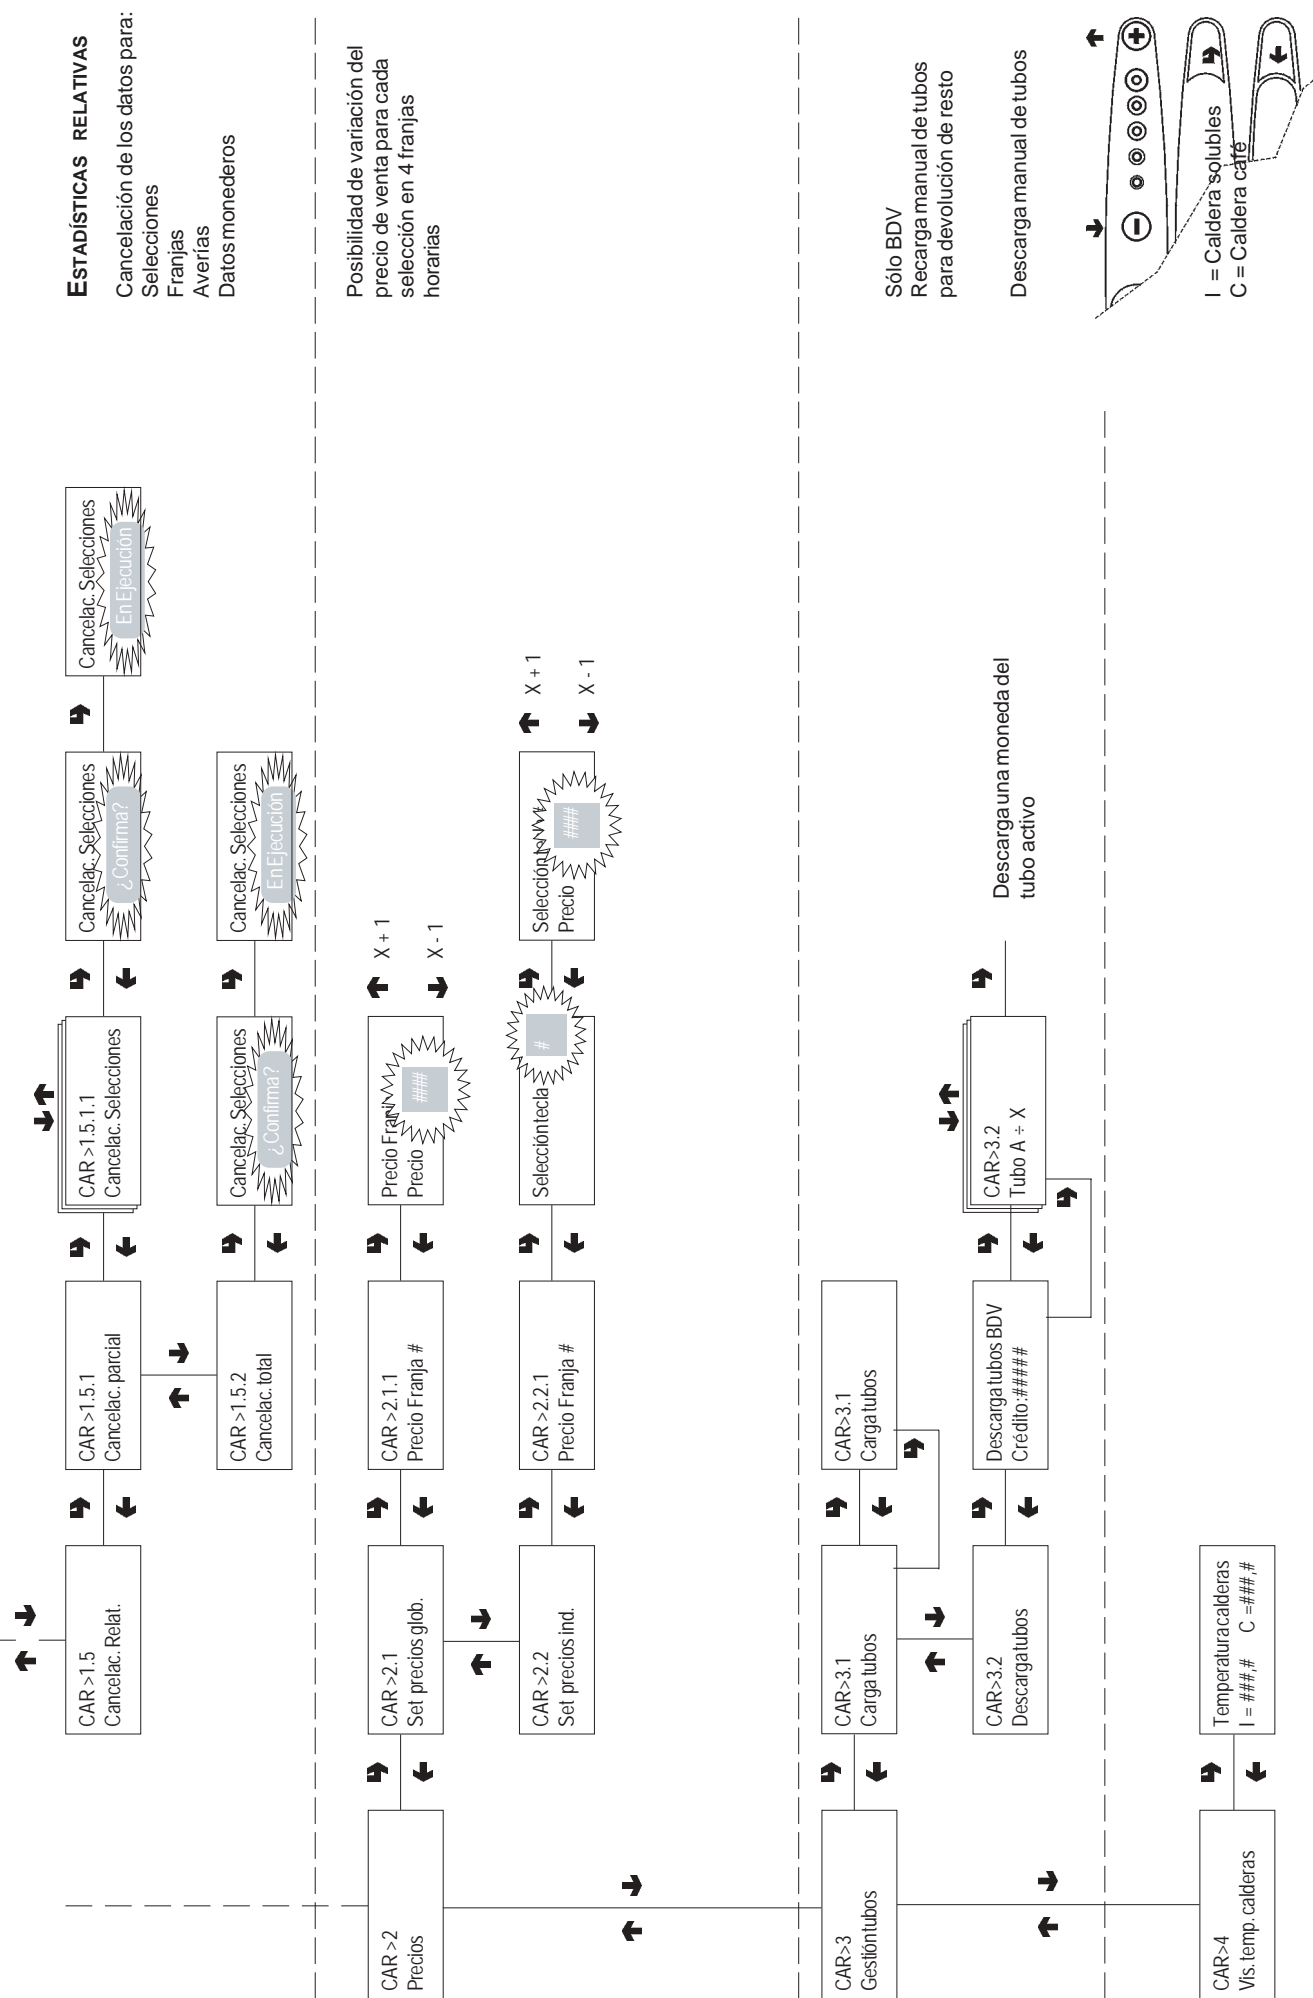 CAR >1.5
Cancelac. Relat.
CAR >1.5.1
Cancelac. parcial
CAR >1.5.1.1
Cancelac. Selecciones
Cancelac. Selecciones
¿Confirma?
Cancelac. Selecciones
En Ejecución
ESTADÍSTICAS RELATIVAS
Cancelación de los datos para:
Selecciones
Franjas
Averías
Datos monederos
CAR >1.5.2
Cancelac. total
Cancelac. Selecciones
¿Confirma?
Cancelac. Selecciones
En Ejecución
CAR >2
Precios
CAR >2.1
Set precios glob.
CAR >2.1.1
Precio Franja #
Precio Franj
Precio
####
X + 1
X - 1
Posibilidad de variación del
precio de venta para cada
selección en 4 franjas
horarias
CAR >2.2
Set precios ind.
CAR >2.2.1
Precio Franja #
Selección tecla
#
Selección
Precio
####
X + 1
X - 1
CAR>3
Gestión tubos
CAR>3.1
Carga tubos
CAR>3.1
Carga tubos
Sólo BDV
Recarga manual de tubos
para devolución de resto
CAR>3.2
Descarga tubos
Descarga tubos BDV
Crédito:#####
CAR>3.2
Tubo A ÷ X
Descarga una moneda del
tubo activo
Descarga manual de tubos
CAR>4
Vis. temp. calderas
Temperatura calderas
I = ###,# C =###,#
I = Caldera solubles
C = Caldera café